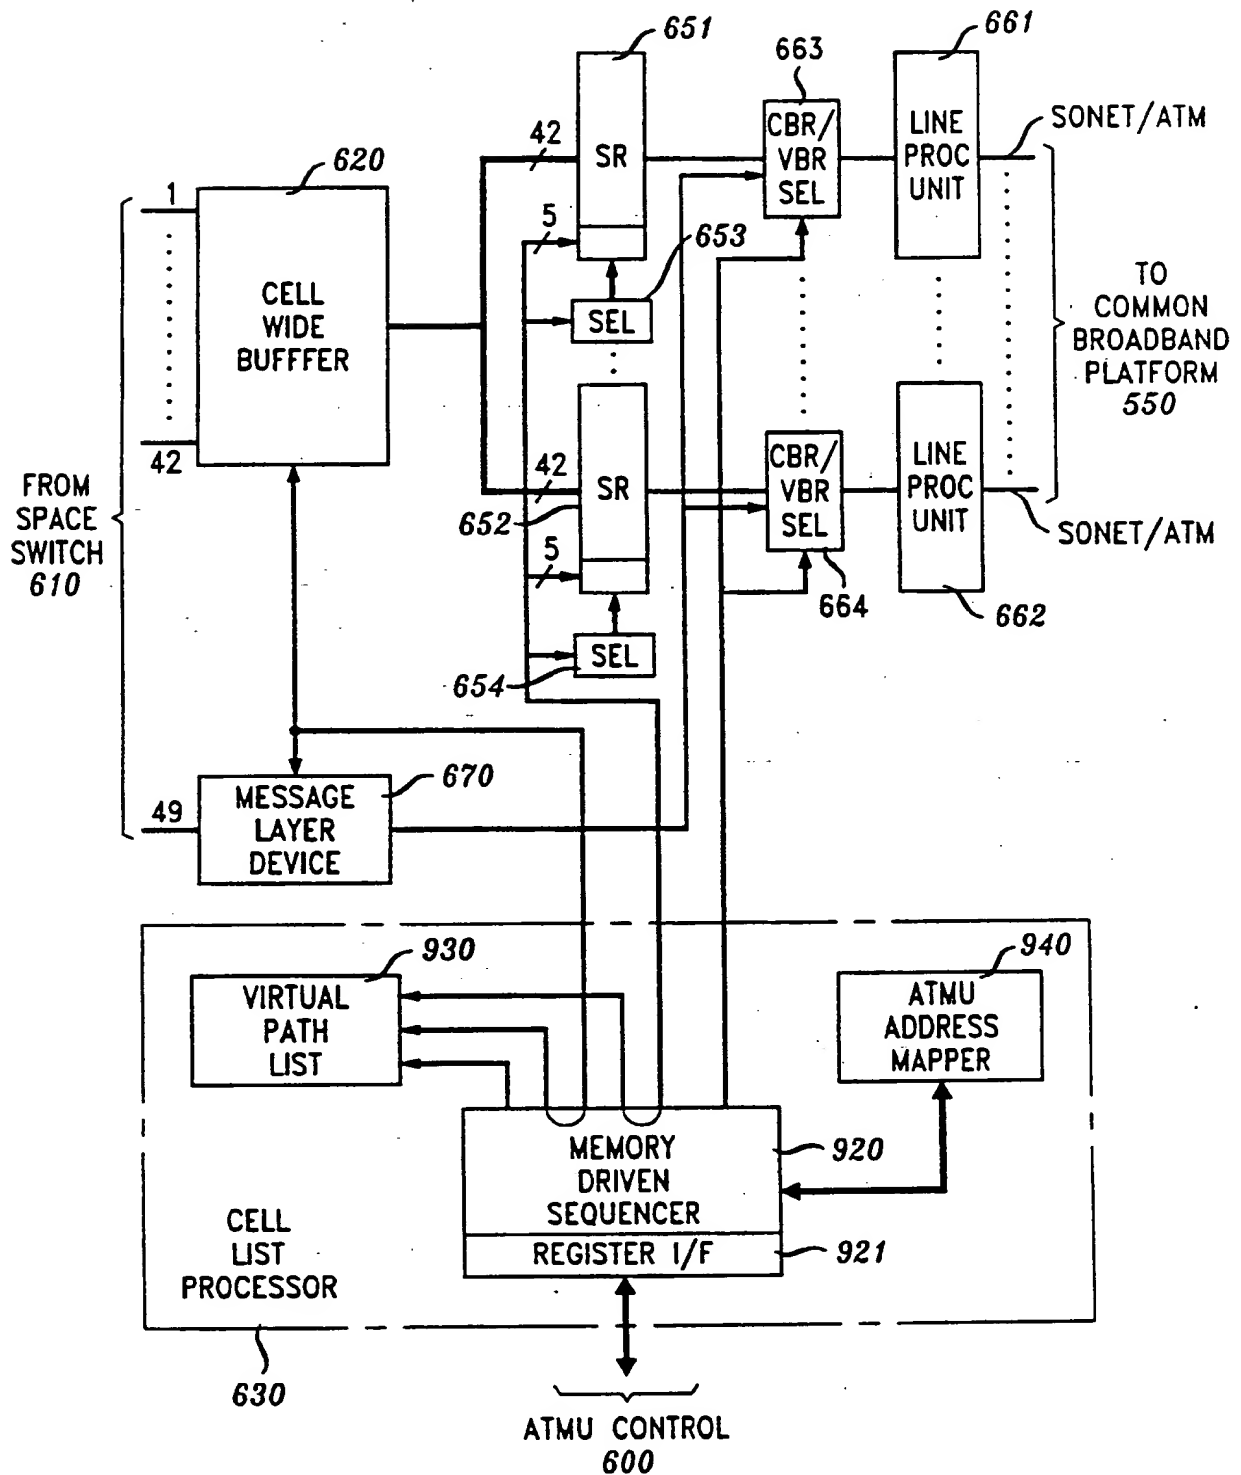 651
661
663
42
SR
CBR/
VBR
SEL
LINE
PROC
UNIT
SONET/ATM
620
1
5
653
CELL
WIDE
BUFFFER
SEL
TO
COMMON
BROADBAND
PLATFORM
550
42
42
SR
652
CBR/
VBR
SEL
LINE
PROC
UNIT
FROM
SPACE
SWITCH
610
5
664
662
SONET/ATM
SEL
654
670
49
MESSAGE
LAYER
DEVICE
930
VIRTUAL
PATH
LIST
940
ATMU
ADDRESS
MAPPER
MEMORY
DRIVEN
SEQUENCER
920
REGISTER I/F
921
CELL
LIST
PROCESSOR
630
ATMU CONTROL
600